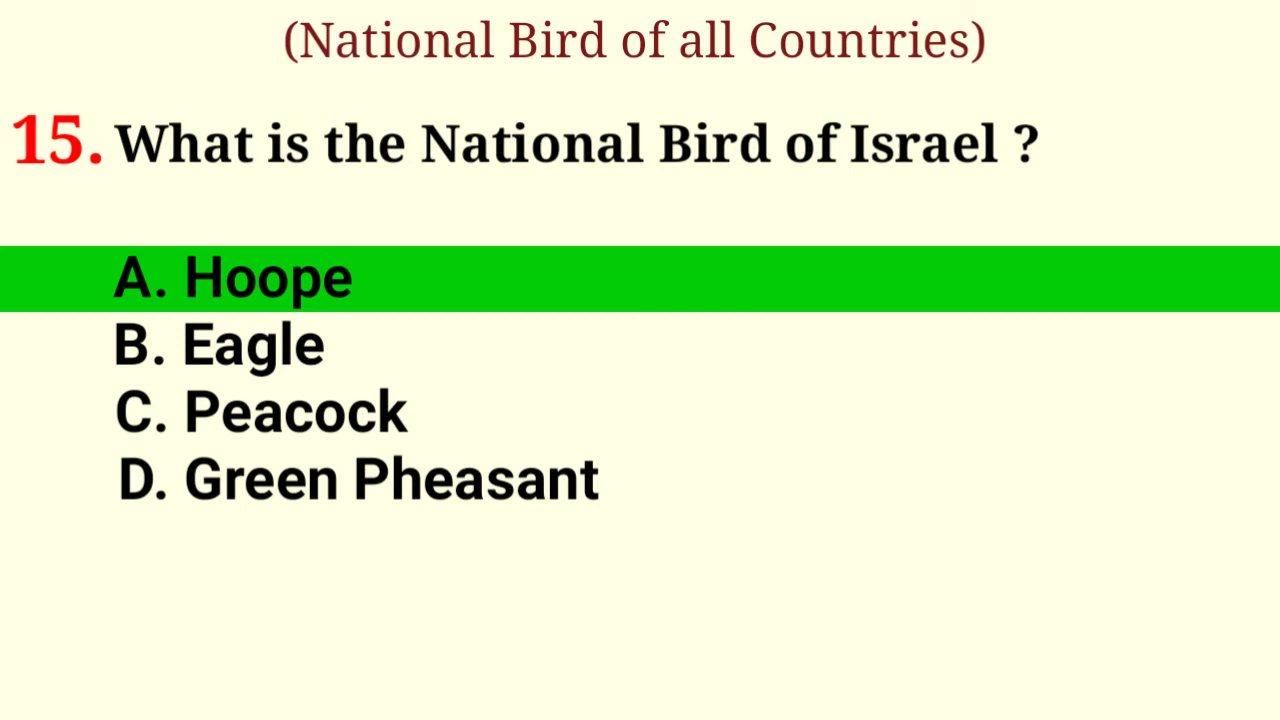 (National Bird of all Countries)
15. What is the National Bird of Israel ?
A. Hoope
B. Eagle
C. Peacock
D. Green Pheasant